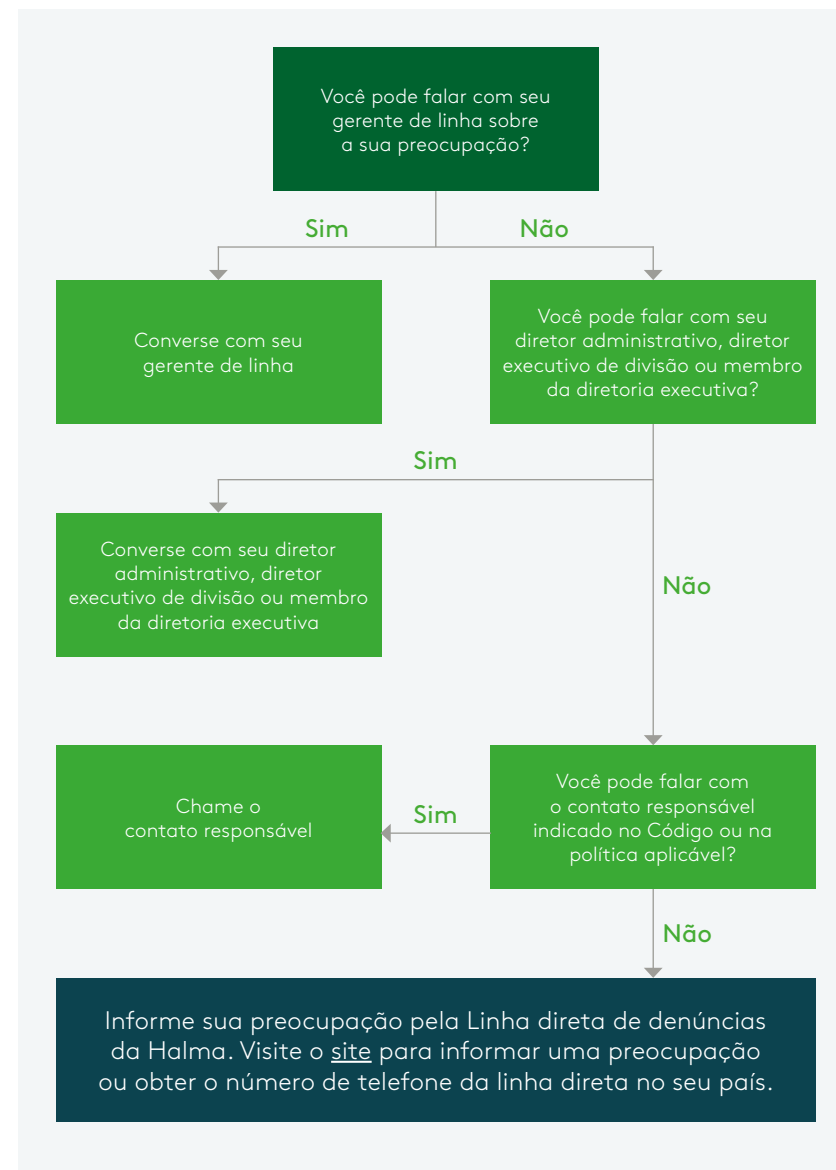 Você pode falar com seu
gerente de linha sobre
a sua preocupação?
Sim
Não
Converse com seu
gerente de linha
Você pode falar com seu
diretor administrativo, diretor
executivo de divisão ou membro
da diretoria executiva?
Sim
Converse com seu diretor
administrativo, diretor
executivo de divisão ou membro
da diretoria executiva
Não
Chame o
contato responsável
Sim
Você pode falar com
o contato responsável
indicado no Código ou na
política aplicável?
Não
Informe sua preocupação pela Linha direta de denúncias
da Halma. Visite o site para informar uma preocupação
ou obter o número de telefone da linha direta no seu país.